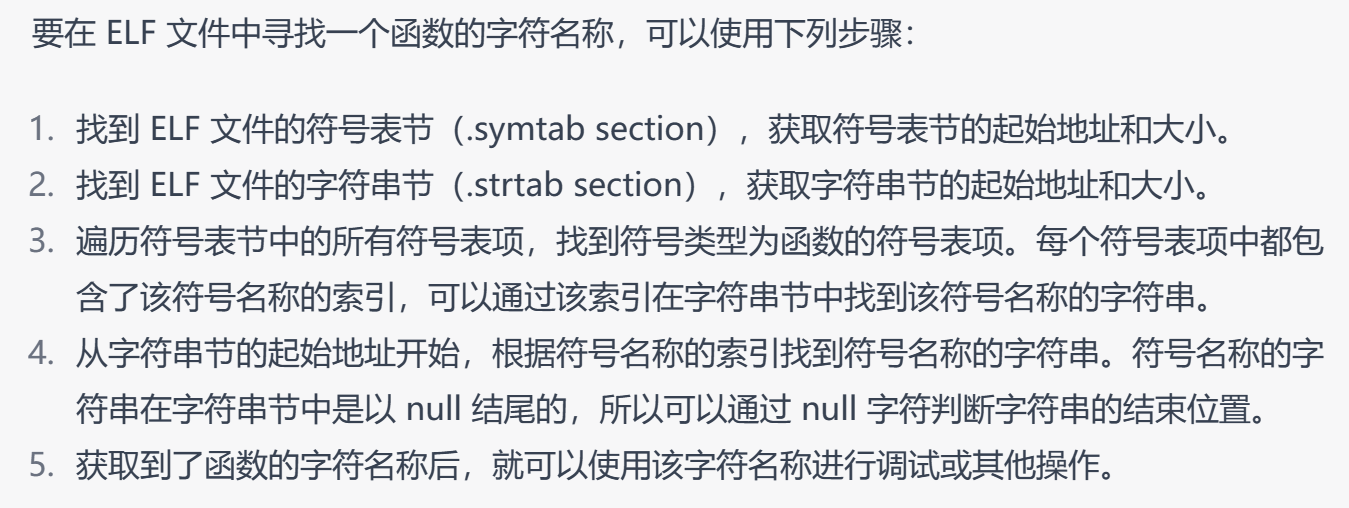 要在 ELF 文件中寻找一个函数的字符名称，可以使用下列步骤：
1. 找到 ELF 文件的符号表节（.symtab section），获取符号表节的起始地址和大小。
2. 找到 ELF 文件的字符串节（.strtab section），获取字符串节的起始地址和大小。
3. 遍历符号表节中的所有符号表项，找到符号类型为函数的符号表项。每个符号表项中都包
含了该符号名称的索引，可以通过该索引在字符串节中找到该符号名称的字符串。
4. 从字符串节的起始地址开始，根据符号名称的索引找到符号名称的字符串。符号名称的字
符串在字符串节中是以 null 结尾的，所以可以通过 null 字符判断字符串的结束位置。
5. 获取到了函数的字符名称后，就可以使用该字符名称进行调试或其他操作。